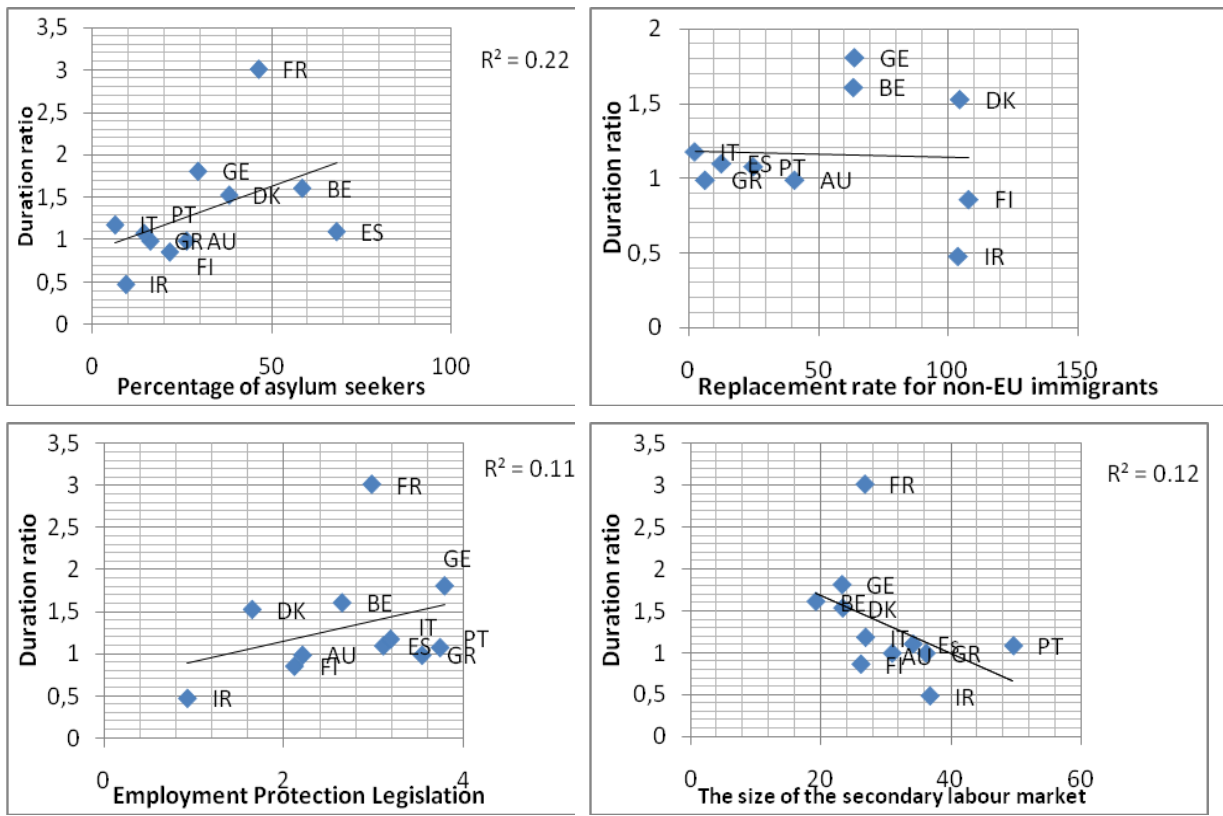 3,5
3
2,5
2
1,5
1
0,5
0
Duration ratio
R² = 0.22
FR
GE
DK
BE
PT
IT
ES
GR AU
FI
IR
0 50 100
Percentage of asylum seekers
2
1,5
1
0,5
0
Duration ratio
GE
BE
DK
IT
ES
PT
GR
AU
FI
IR
0 50 100 150
Replacement rate for non-EU immigrants
3,5
3
2,5
2
1,5
1
0,5
0
Duration ratio
R² = 0.11
FR
GE
DK
BE
IT
PT
ES
AU
GR
FI
IR
0 2 4
Employment Protection Legislation
3,5
3
2,5
2
1,5
1
0,5
0
Duration ratio
R² = 0.12
FR
GE
BE
DK
IT
Es
PT
AU
GR
FI
IR
0 20 40 60
The size of the secondary labour market